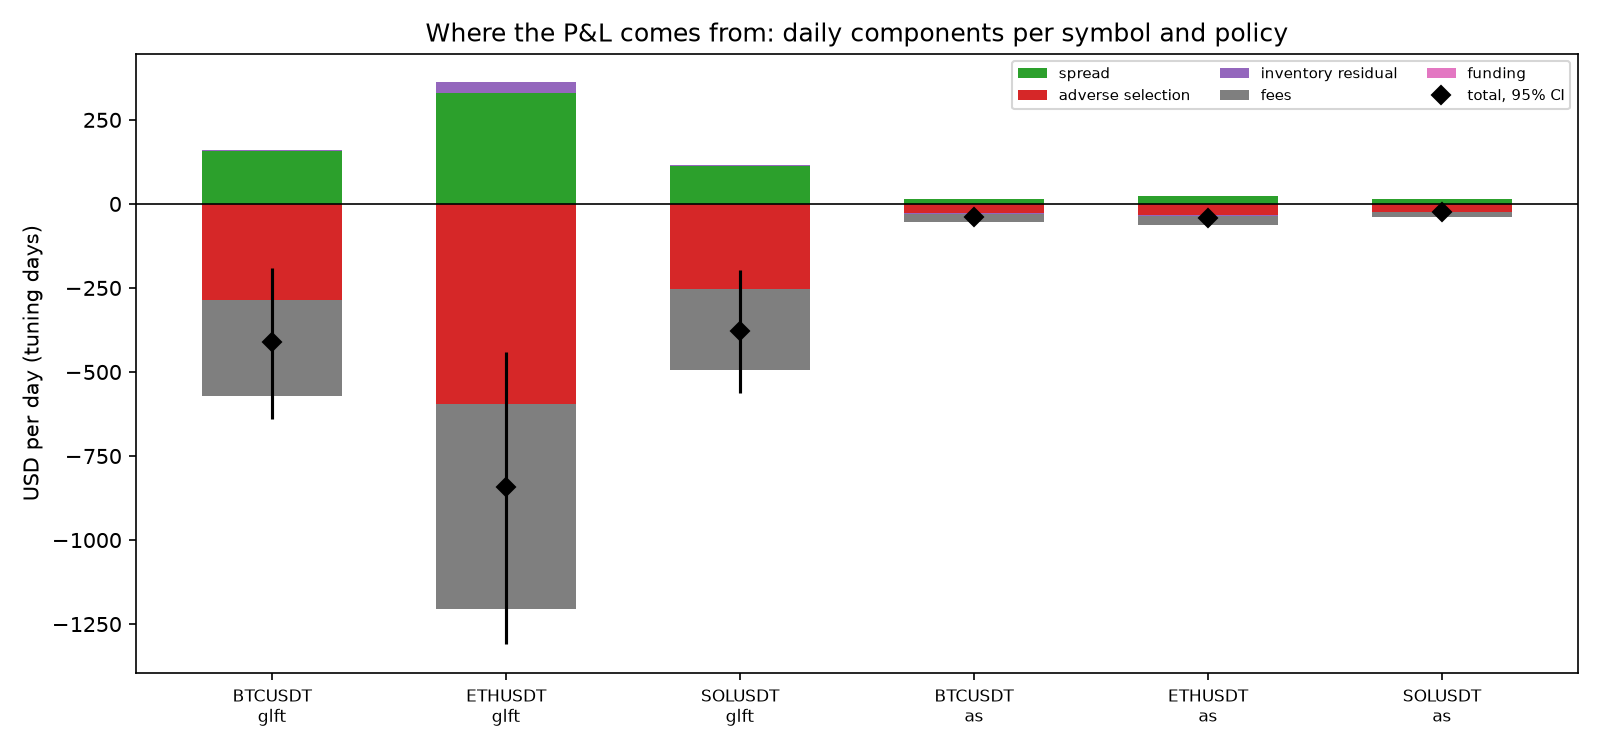 Where the P&L comes from: daily components per symbol and policy
spread
adverse selection
inventory residual
fees
funding
total, 95% CI
USD per day (tuning days)
250
0
−250
−500
−750
−1000
−1250
BTCUSDT
glft
ETHUSDT
glft
SOLUSDT
glft
BTCUSDT
as
ETHUSDT
as
SOLUSDT
as